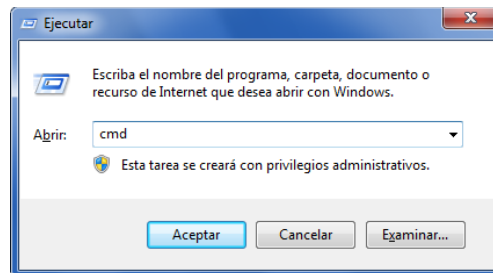 Ejecutar
Escriba el nombre del programa, carpeta, documento o
recurso de Internet que desea abrir con Windows.
Abrir:
cmd
Esta tarea se creará con privilegios administrativos.
Aceptar
Cancelar
Examinar...